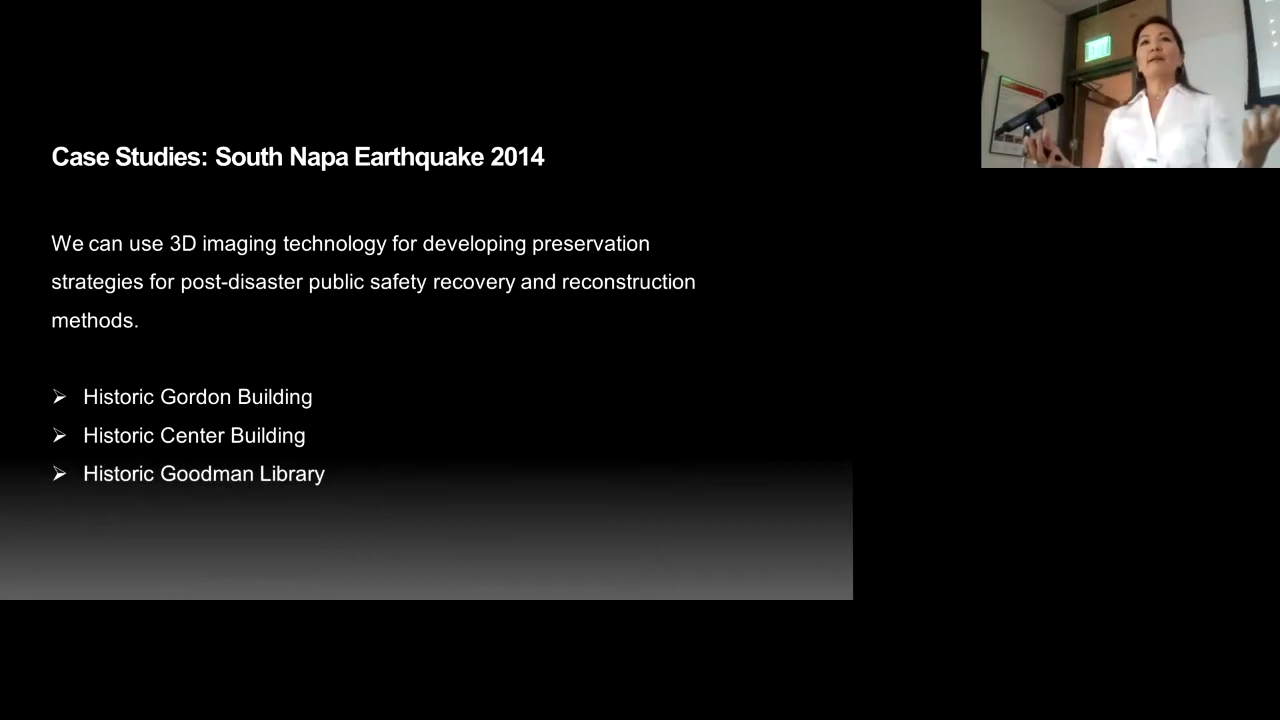 Case Studies: South Napa Earthquake 2014
We can use 3D imaging technology for developing preservation
strategies for post-disaster public safety recovery and reconstruction
methods.
➢ Historic Gordon Building
➢ Historic Center Building
➢ Historic Goodman Library
EXIT